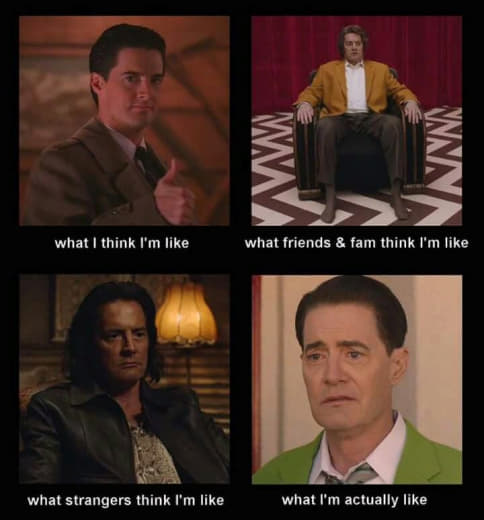 what I think I'm like
what friends & fam think I'm like
what strangers think I'm like
what I'm actually like